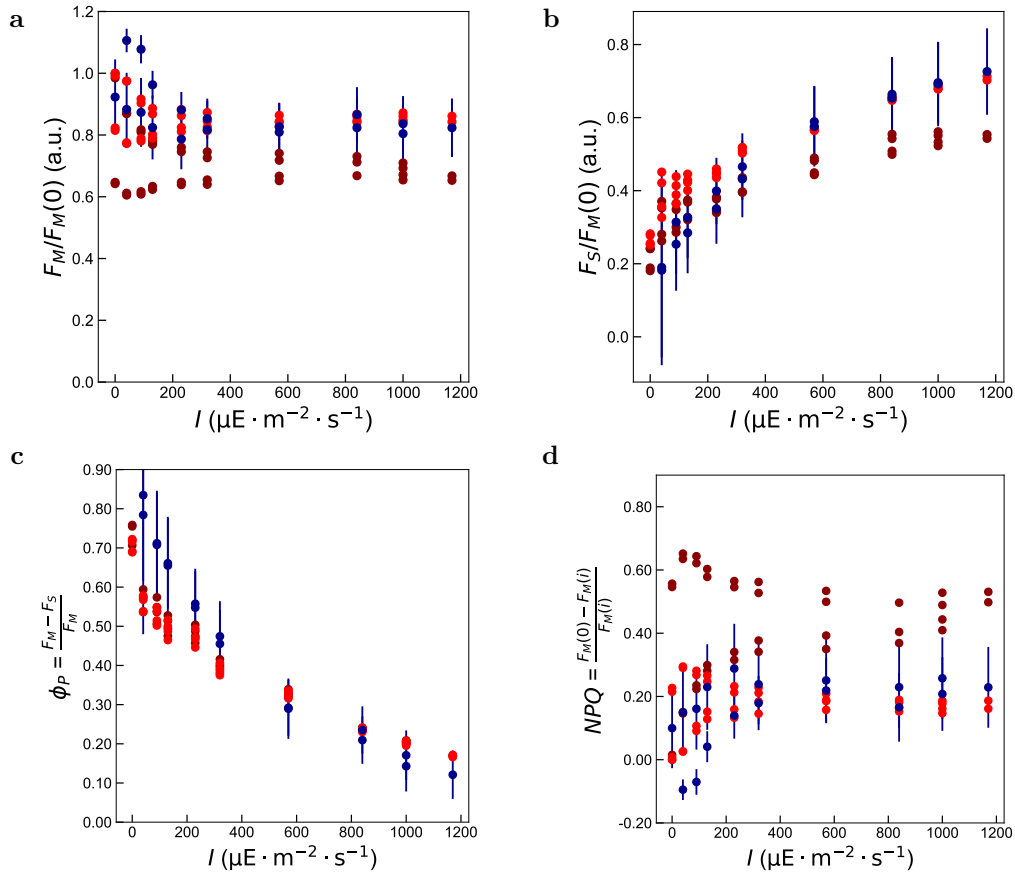 a
1.2
1.0
0.8
0.6
0.4
0.2
0.0
F_M/F_M(0) (a.u.)
0 200 400 600 800 1000 1200
I (µE · m⁻² · s⁻¹)
b
0.8
0.6
0.4
0.2
0.0
F_S/F_M(0) (a.u.)
0 200 400 600 800 1000 1200
I (µE · m⁻² · s⁻¹)
c
0.90
0.80
0.70
0.60
0.50
0.40
0.30
0.20
0.10
0.00
ϕ_P = (F_M − F_S)/F_M
0 200 400 600 800 1000 1200
I (µE · m⁻² · s⁻¹)
d
0.80
0.60
0.40
0.20
0.00
-0.20
NPQ = (F_M(0) − F_M(i))/F_M(i)
0 200 400 600 800 1000 1200
I (µE · m⁻² · s⁻¹)